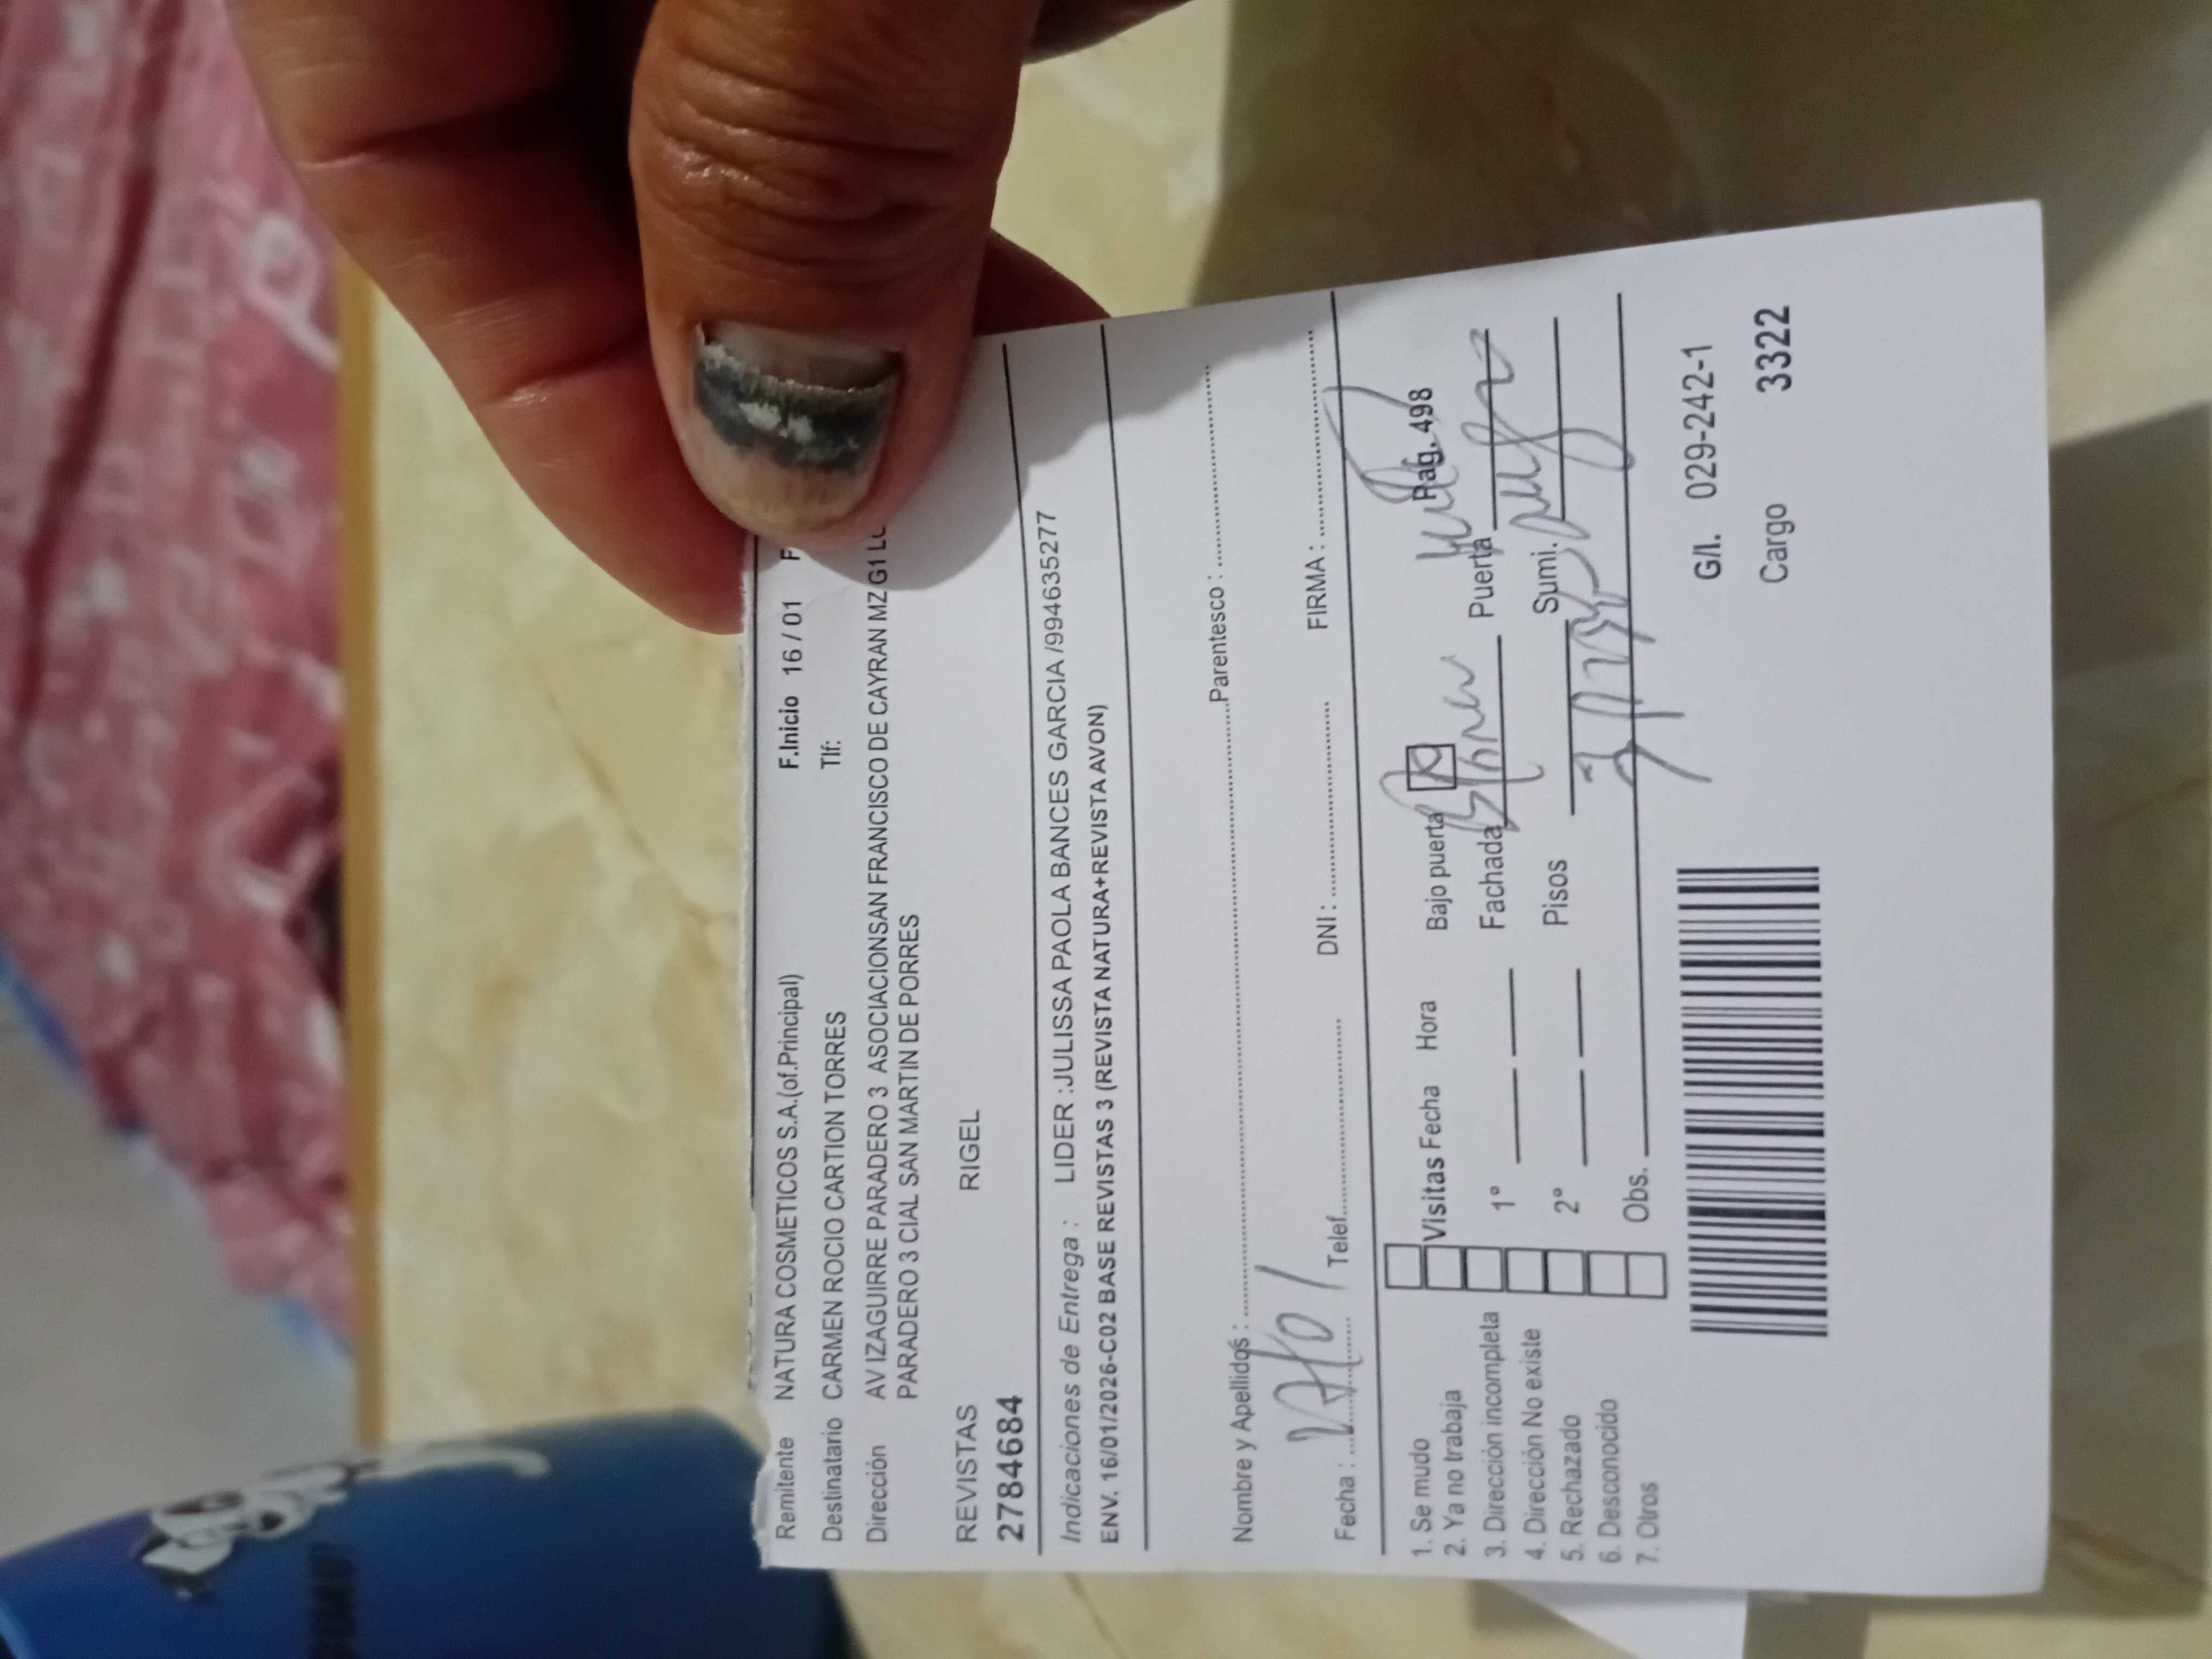 Remitente NATURA COSMETICOS S.A.(of.Principal) F.Inicio 16 / 01 F
Destinatario CARMEN ROCIO CARTION TORRES Tlf:
Dirección AV IZAGUIRRE PARADERO 3 ASOCIACIONSAN FRANCISCO DE CAYRAN MZ G1 LO
PARADERO 3 CIAL SAN MARTIN DE PORRES
REVISTAS RIGEL
2784684
Indicaciones de Entrega : LIDER :JULISSA PAOLA BANCES GARCIA /994635277
ENV. 16/01/2026-C02 BASE REVISTAS 3 (REVISTA NATURA+REVISTA AVON)
Nombre y Apellidos : Parentesco :
Fecha : Telef. DNI : FIRMA :
1. Se mudo
2. Ya no trabaja
3. Dirección incompleta
4. Dirección No existe
5. Rechazado
6. Desconocido
7. Otros
Visitas Fecha Hora Bajo puerta Pag. 498
1° Fachada Puerta
2° Pisos Sumi.
Obs.
G/I. 029-242-1
Cargo 3322